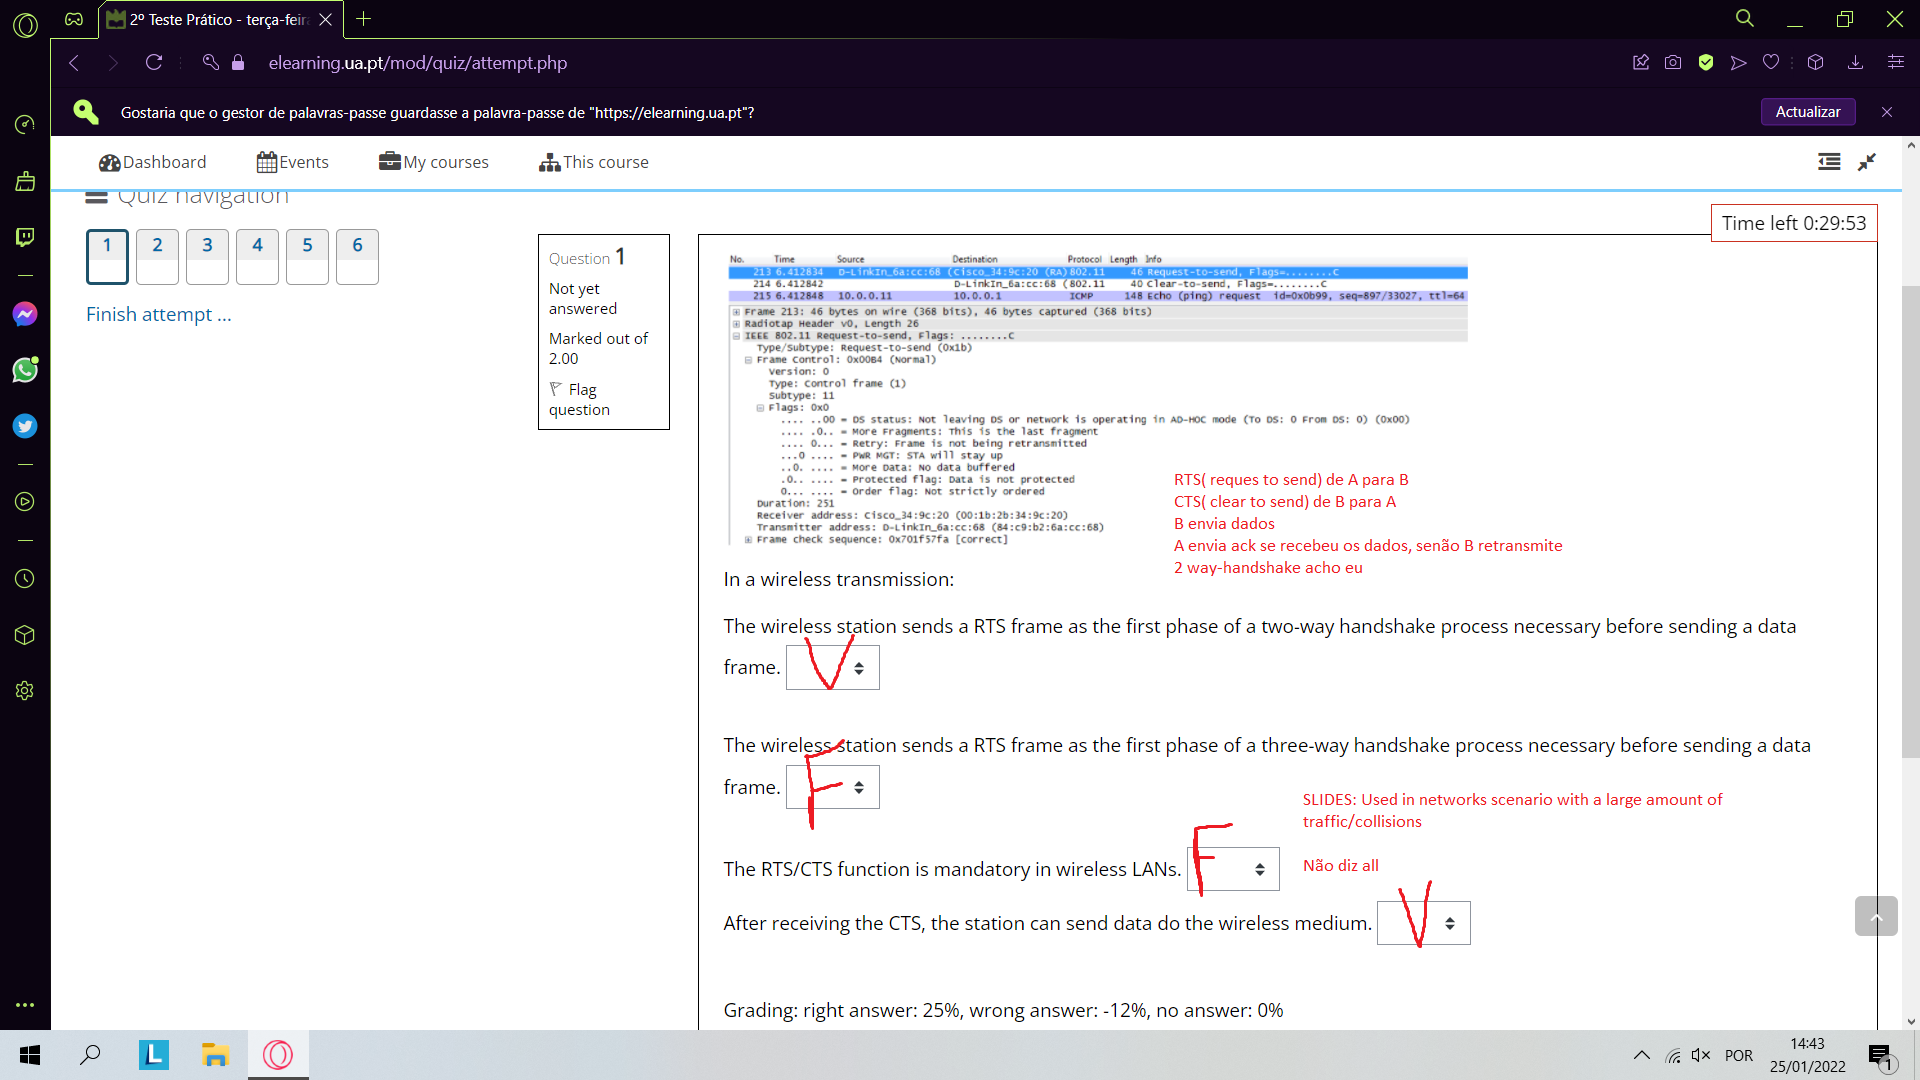 2º Teste Prático - terça-feira
elearning.ua.pt/mod/quiz/attempt.php
Gostaria que o gestor de palavras-passe guardasse a palavra-passe de "https://elearning.ua.pt"?
Actualizar
Dashboard
Events
My courses
This course
Quiz navigation
Time left 0:29:53
1 2 3 4 5 6
Finish attempt ...
Question 1
Not yet
answered
Marked out of
2.00
Flag
question
No. Time Source Destination Protocol Length Info
213 6.412834 D-LinkIn_6a:cc:68 (Cisco_34:9c:20 (RA) 802.11 46 Request-to-send, Flags=........C
214 6.412842 D-LinkIn_6a:cc:68 (802.11 40 Clear-to-send, Flags=........C
215 6.412848 10.0.0.11 10.0.0.1 ICMP 148 Echo (ping) request id=0x0b99, seq=897/33027, ttl=64
Frame 213: 46 bytes on wire (368 bits), 46 bytes captured (368 bits)
Radiotap Header v0, Length 26
IEEE 802.11 Request-to-send, Flags: ........C
Type/Subtype: Request-to-send (0x1b)
Frame Control: 0x00B4 (Normal)
Version: 0
Type: Control frame (1)
Subtype: 11
Flags: 0x0
.... ..00 = DS status: Not leaving DS or network is operating in AD-HOC mode (To DS: 0 From DS: 0) (0x00)
.... .0.. = More Fragments: This is the last fragment
.... 0... = Retry: Frame is not being retransmitted
...0 .... = PWR MGT: STA will stay up
..0. .... = More Data: No data buffered
.0.. .... = Protected flag: Data is not protected
0... .... = Order flag: Not strictly ordered
Duration: 251
Receiver address: Cisco_34:9c:20 (00:1b:2b:34:9c:20)
Transmitter address: D-LinkIn_6a:cc:68 (84:c9:b2:6a:cc:68)
Frame check sequence: 0x701f57fa [correct]
RTS( reques to send) de A para B
CTS( clear to send) de B para A
B envia dados
A envia ack se recebeu os dados, senão B retransmite
2 way-handshake acho eu
In a wireless transmission:
The wireless station sends a RTS frame as the first phase of a two-way handshake process necessary before sending a data
frame. V
The wireless station sends a RTS frame as the first phase of a three-way handshake process necessary before sending a data
frame. F
SLIDES: Used in networks scenario with a large amount of
traffic/collisions
The RTS/CTS function is mandatory in wireless LANs. F
Não diz all
After receiving the CTS, the station can send data do the wireless medium. V
Grading: right answer: 25%, wrong answer: -12%, no answer: 0%
L
POR
14:43
25/01/2022
1